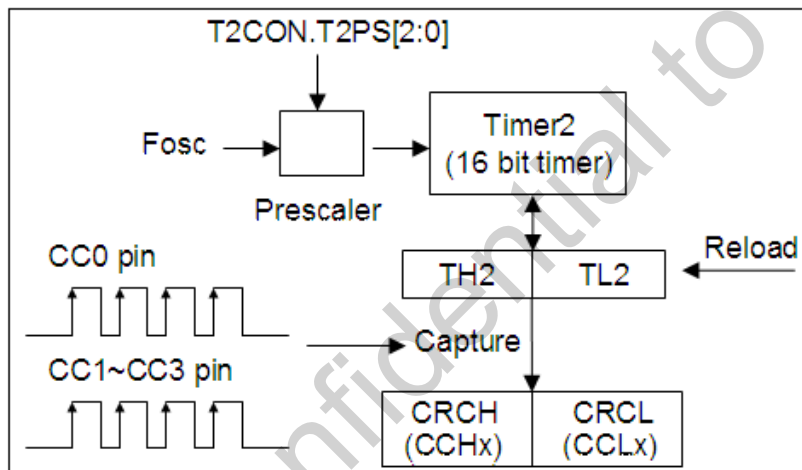 T2CON.T2PS[2:0]
Fosc
Prescaler
Timer2
(16 bit timer)
TH2
TL2
Reload
CC0 pin
Capture
CC1~CC3 pin
CRCH
(CCHx)
CRCL
(CCLx)
nfidential to